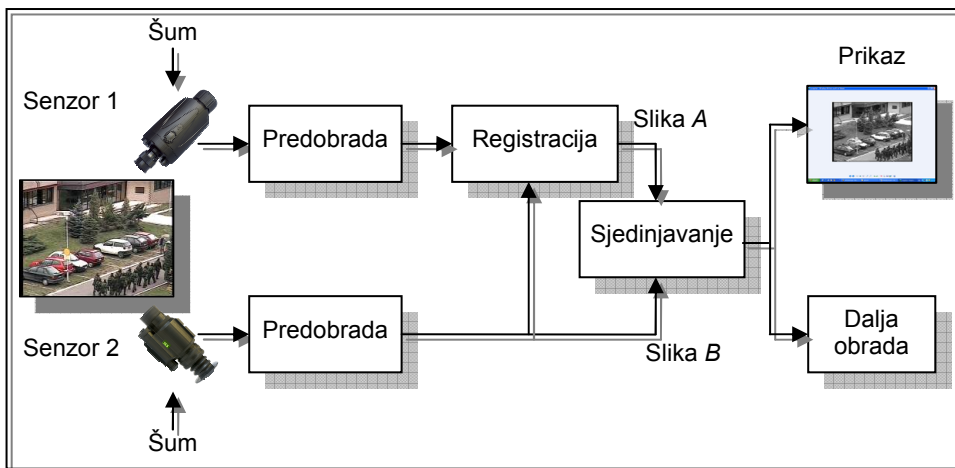 Šum
Prikaz
Senzor 1
Predobrada
Registracija
Slika A
Sjedinjavanje
Senzor 2
Predobrada
Slika B
Dalja
obrada
Šum